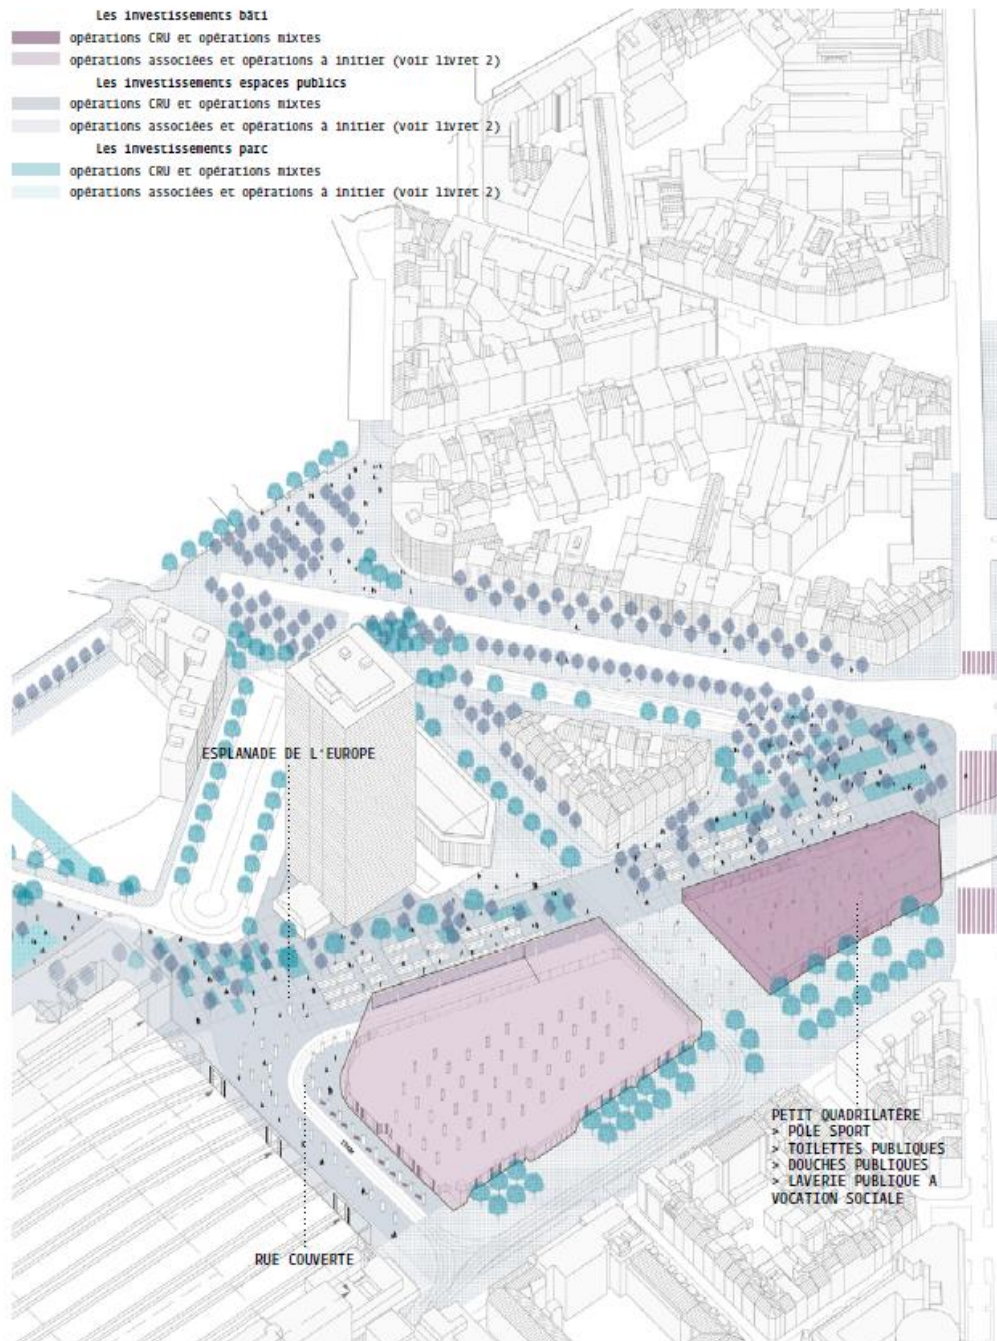 Les investissements bâti
opérations CRU et opérations mixtes
opérations associées et opérations à initier (voir livret 2)
Les investissements espaces publics
opérations CRU et opérations mixtes
opérations associées et opérations à initier (voir livret 2)
Les investissements parc
opérations CRU et opérations mixtes
opérations associées et opérations à initier (voir livret 2)
ESPLANADE DE L'EUROPE
TRAM
PETIT QUADRILATÈRE
> PÔLE SPORT
> TOILETTES PUBLIQUES
> DOUCHES PUBLIQUES
> LAVERIE PUBLIQUE A
VOCATION SOCIALE
RUE COUVERTE